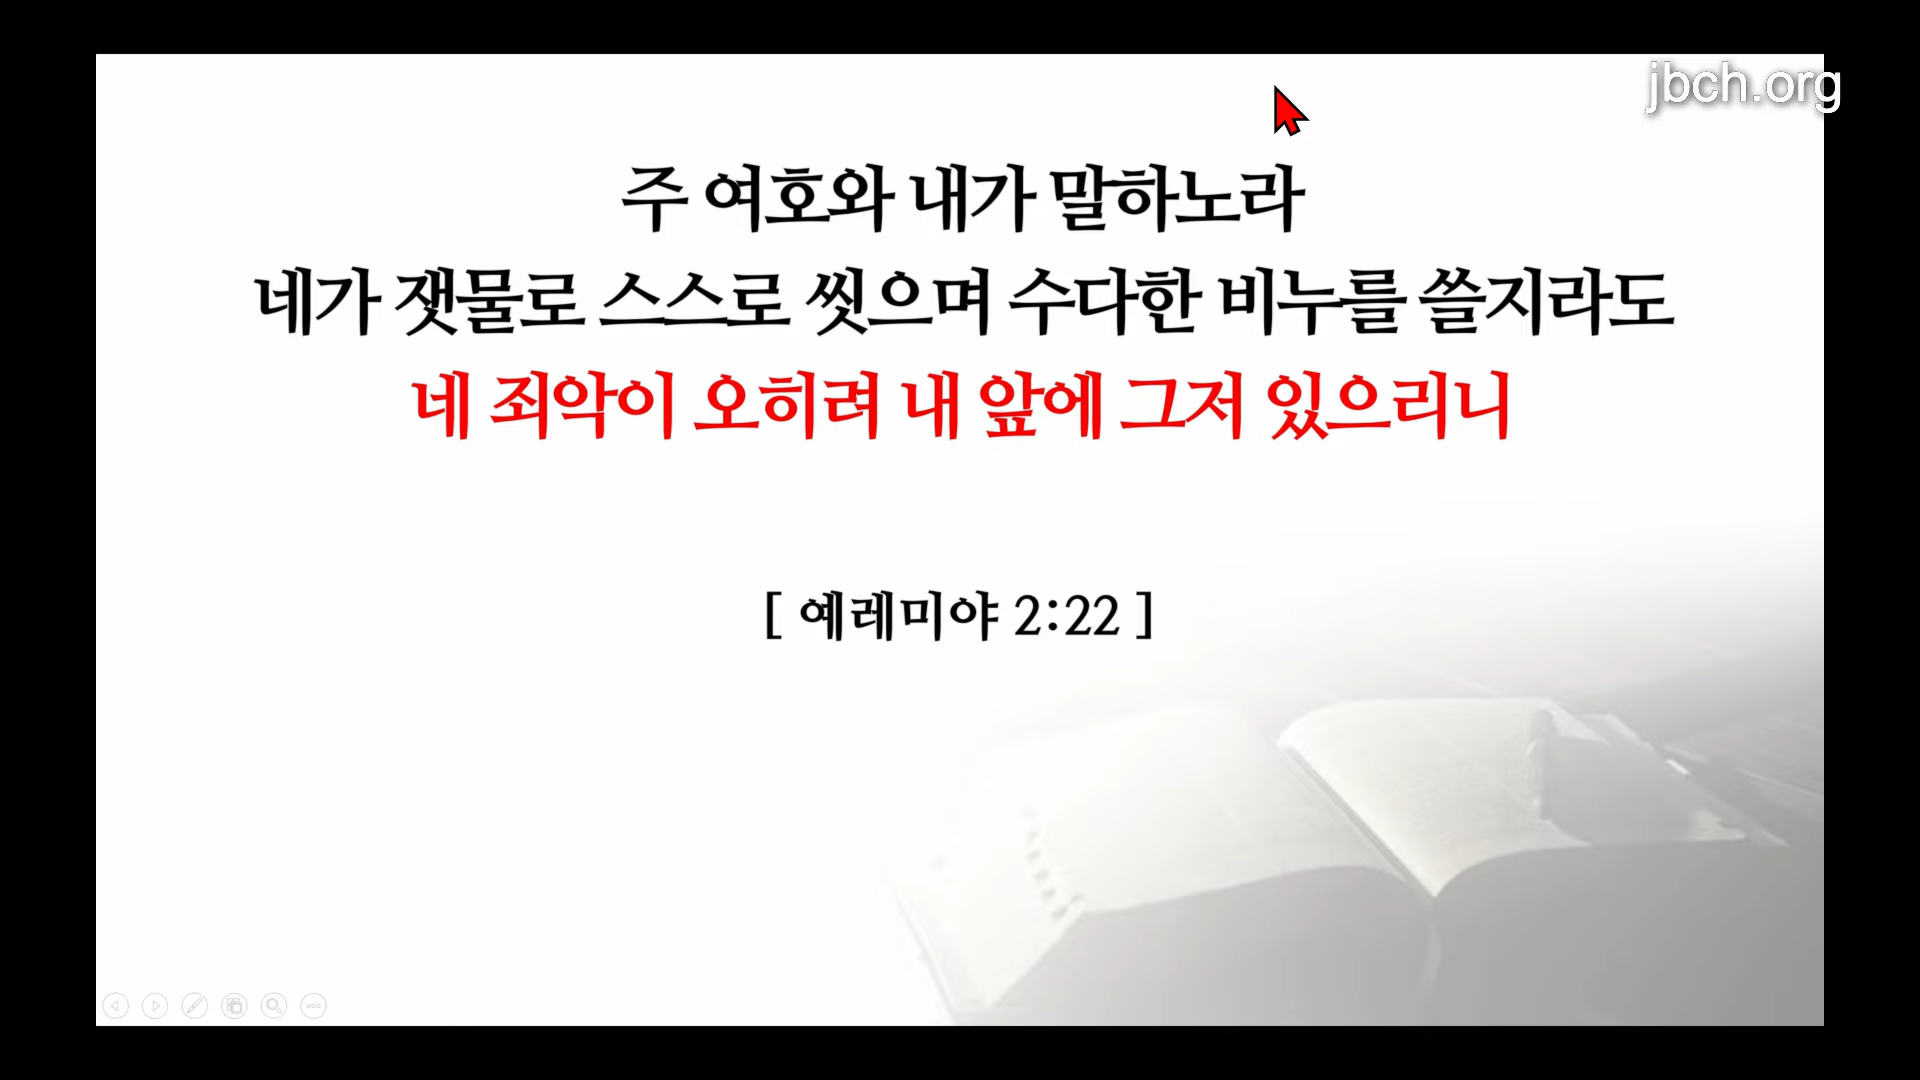 jbch.org
주 여호와 내가 말하노라
네가 잿물로 스스로 씻으며 수다한 비누를 쓸지라도
네 죄악이 오히려 내 앞에 그저 있으리니
[ 예레미야 2:22 ]